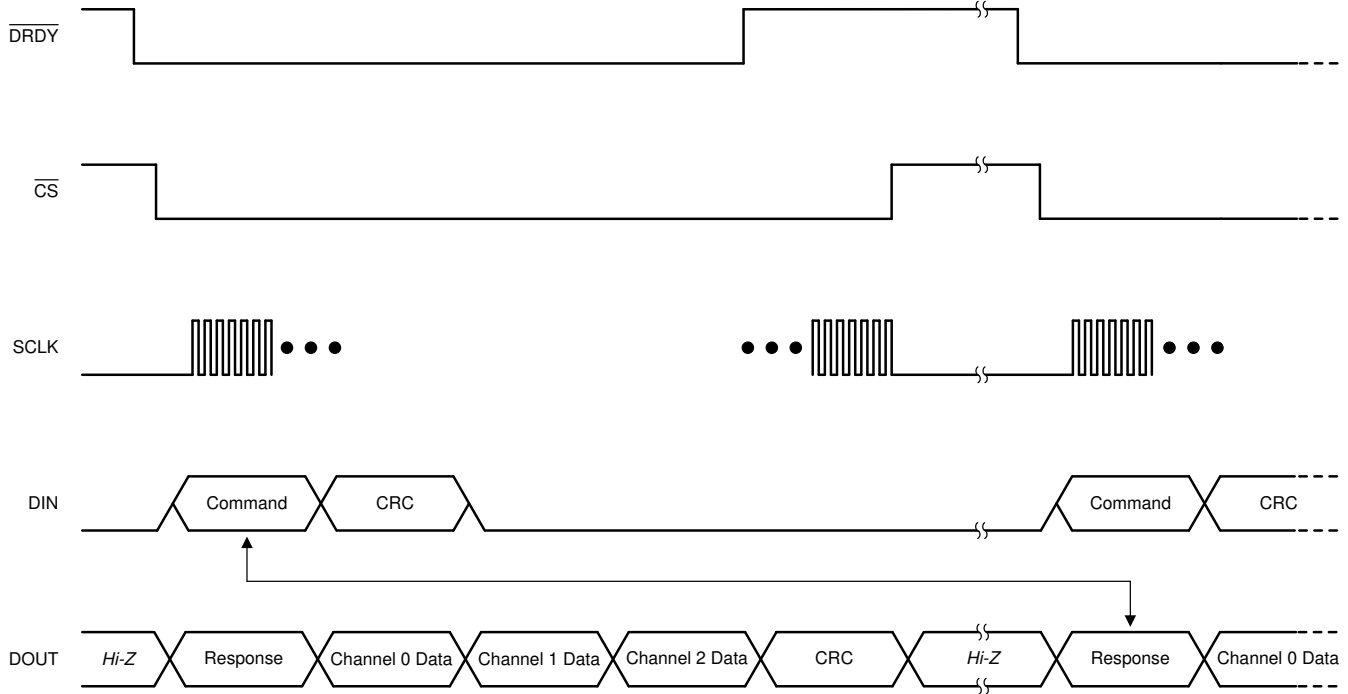 DRDY
CS
SCLK
DIN Command CRC Command CRC
DOUT Hi-Z Response Channel 0 Data Channel 1 Data Channel 2 Data CRC Hi-Z Response Channel 0 Data